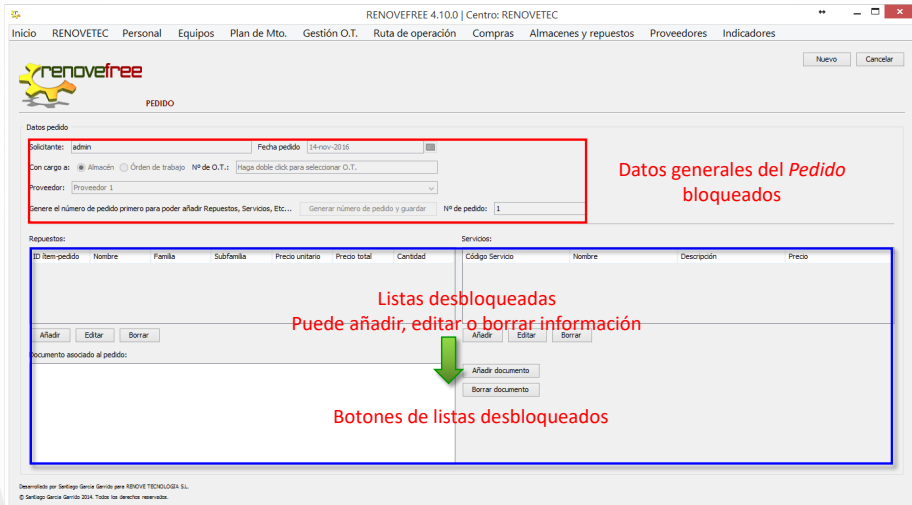 RENOVEFREE 4.10.0 | Centro: RENOVETEC
Inicio RENOVETEC Personal Equipos Plan de Mto. Gestión O.T. Ruta de operación Compras Almacenes y repuestos Proveedores Indicadores
Nuevo Cancelar
renovefree
PEDIDO
Datos pedido
Solicitante: admin Fecha pedido 14-nov-2016
Con cargo a: Almacén Órden de trabajo Nº de O.T.: Haga doble click para seleccionar O.T.
Proveedor: Proveedor 1
Genere el número de pedido primero para poder añadir Repuestos, Servicios, Etc... Generar número de pedido y guardar Nº de pedido: 1
Datos generales del Pedido
bloqueados
Repuestos: Servicios:
ID ítem-pedido Nombre Familia Subfamilia Precio unitario Precio total Cantidad Código Servicio Nombre Descripción Precio
Listas desbloqueadas
Puede añadir, editar o borrar información
Añadir Editar Borrar Añadir Editar Borrar
Documento asociado al pedido:
Añadir documento
Borrar documento
Botones de listas desbloqueados
Desarrollado por Santiago García Garrido para RENOVE TECNOLOGÍA S.L.
© Santiago García Garrido 2014. Todos los derechos reservados.